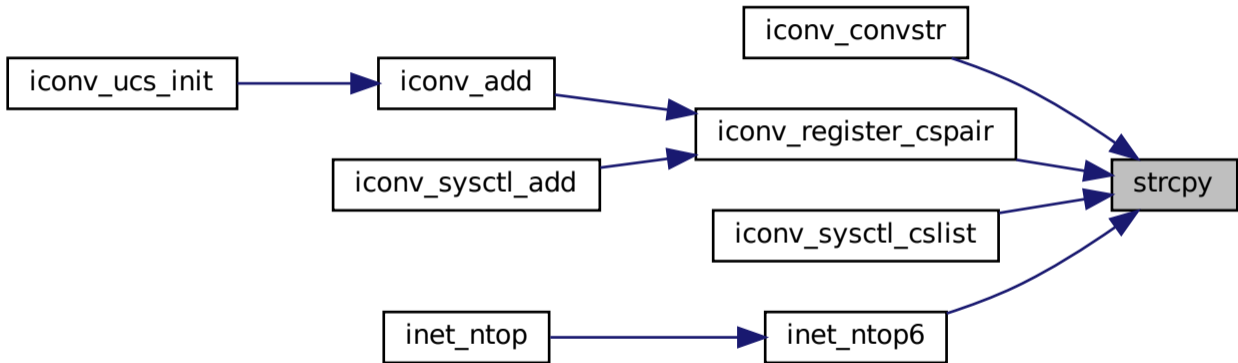 iconv_convstr
iconv_ucs_init
iconv_add
iconv_register_cspair
iconv_sysctl_add
strcpy
iconv_sysctl_cslist
inet_ntop
inet_ntop6